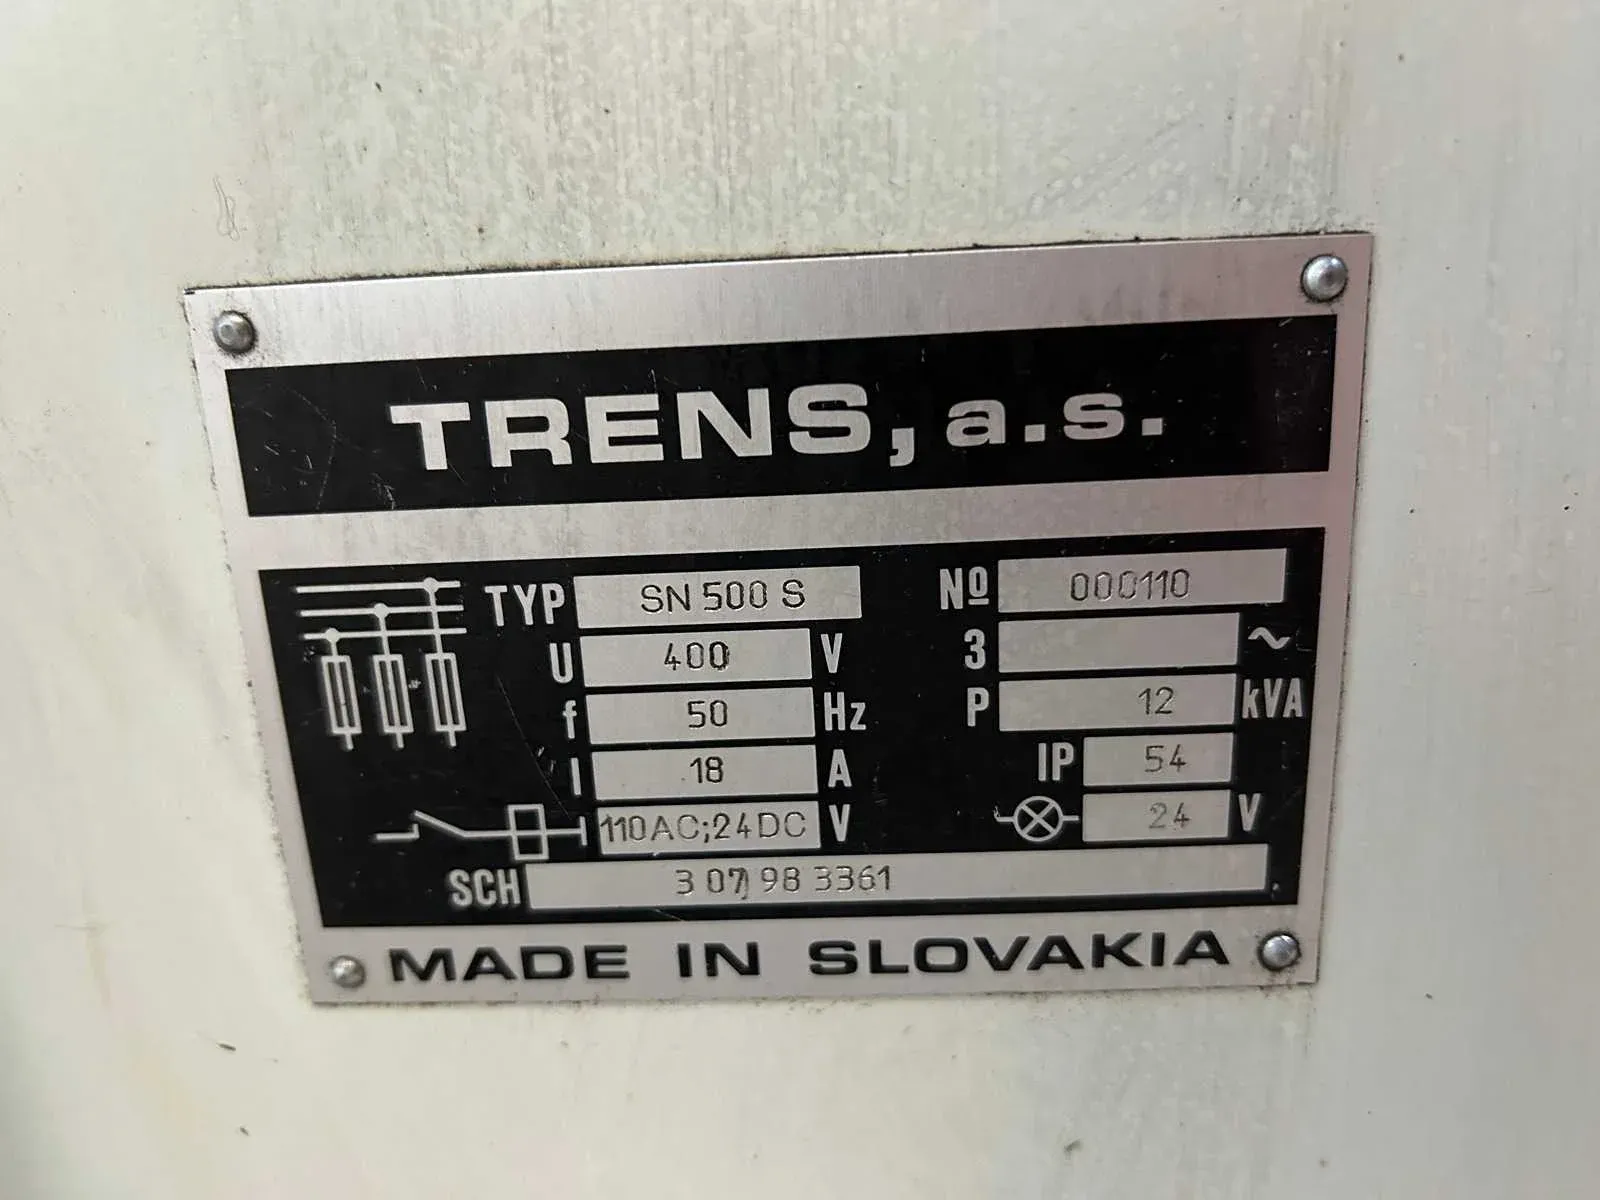 TRENS, a.s.
TYP SN 500 S Nº 000110
U 400 V 3 ~
f 50 Hz P 12 kVA
I 18 A IP 54
110AC;24DC V 24 V
SCH 3 07 98 3361
MADE IN SLOVAKIA